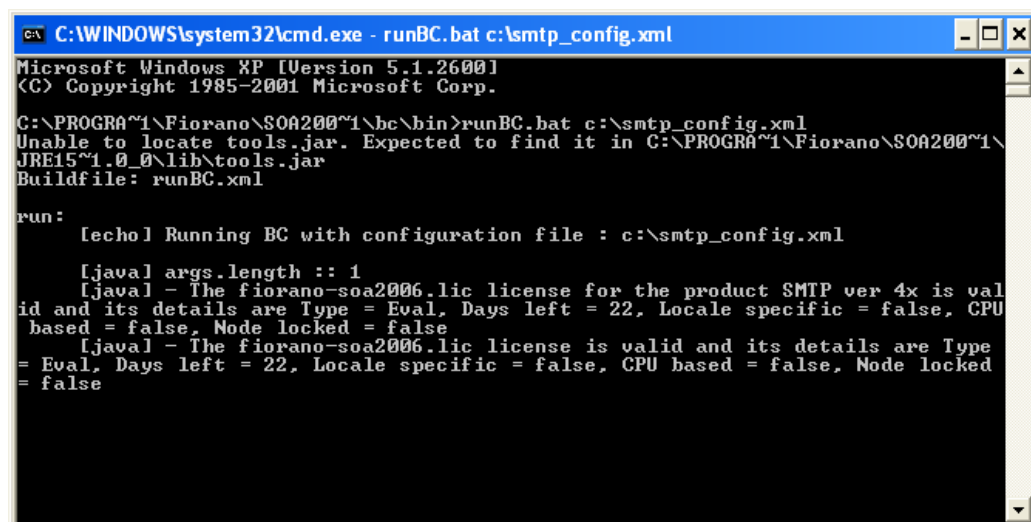 C:\WINDOWS\system32\cmd.exe - runBC.bat c:\smtp_config.xml
Microsoft Windows XP [Version 5.1.2600]
(C) Copyright 1985-2001 Microsoft Corp.
C:\PROGRA~1\Fiorano\SOA200~1\bc\bin>runBC.bat c:\smtp_config.xml
Unable to locate tools.jar. Expected to find it in C:\PROGRA~1\Fiorano\SOA200~1\
JRE15~1.0_0\lib\tools.jar
Buildfile: runBC.xml
run:
[echo] Running BC with configuration file : c:\smtp_config.xml
[java] args.length :: 1
[java] - The fiorano-soa2006.lic license for the product SMTP ver 4x is val
id and its details are Type = Eval, Days left = 22, Locale specific = false, CPU
based = false, Node locked = false
[java] - The fiorano-soa2006.lic license is valid and its details are Type
= Eval, Days left = 22, Locale specific = false, CPU based = false, Node locked
= false